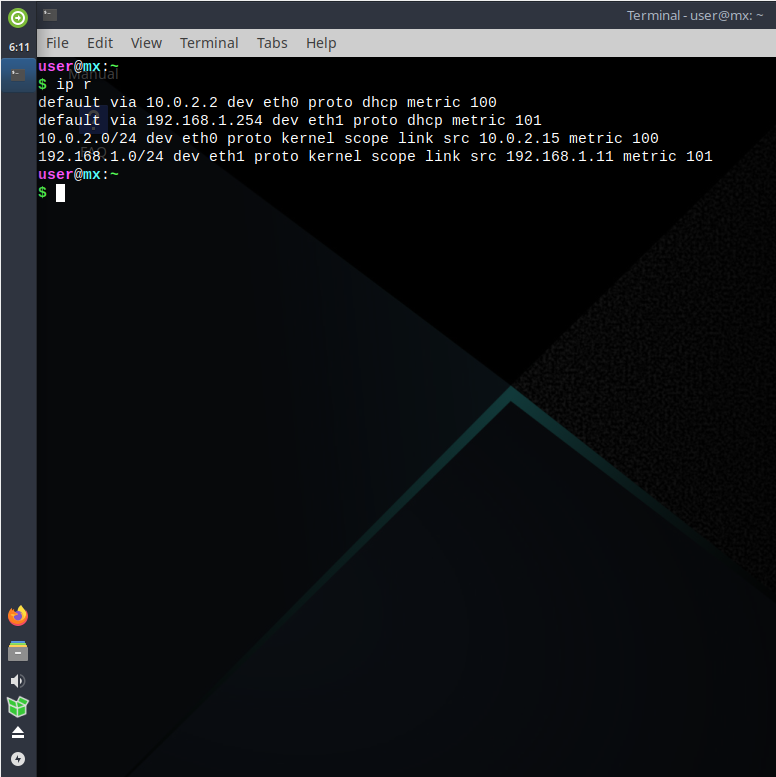 Terminal - user@mx: ~
6:11
File Edit View Terminal Tabs Help
user@mx:~
Manual
$ ip r
default via 10.0.2.2 dev eth0 proto dhcp metric 100
default via 192.168.1.254 dev eth1 proto dhcp metric 101
10.0.2.0/24 dev eth0 proto kernel scope link src 10.0.2.15 metric 100
FAQ
192.168.1.0/24 dev eth1 proto kernel scope link src 192.168.1.11 metric 101
user@mx:~
$